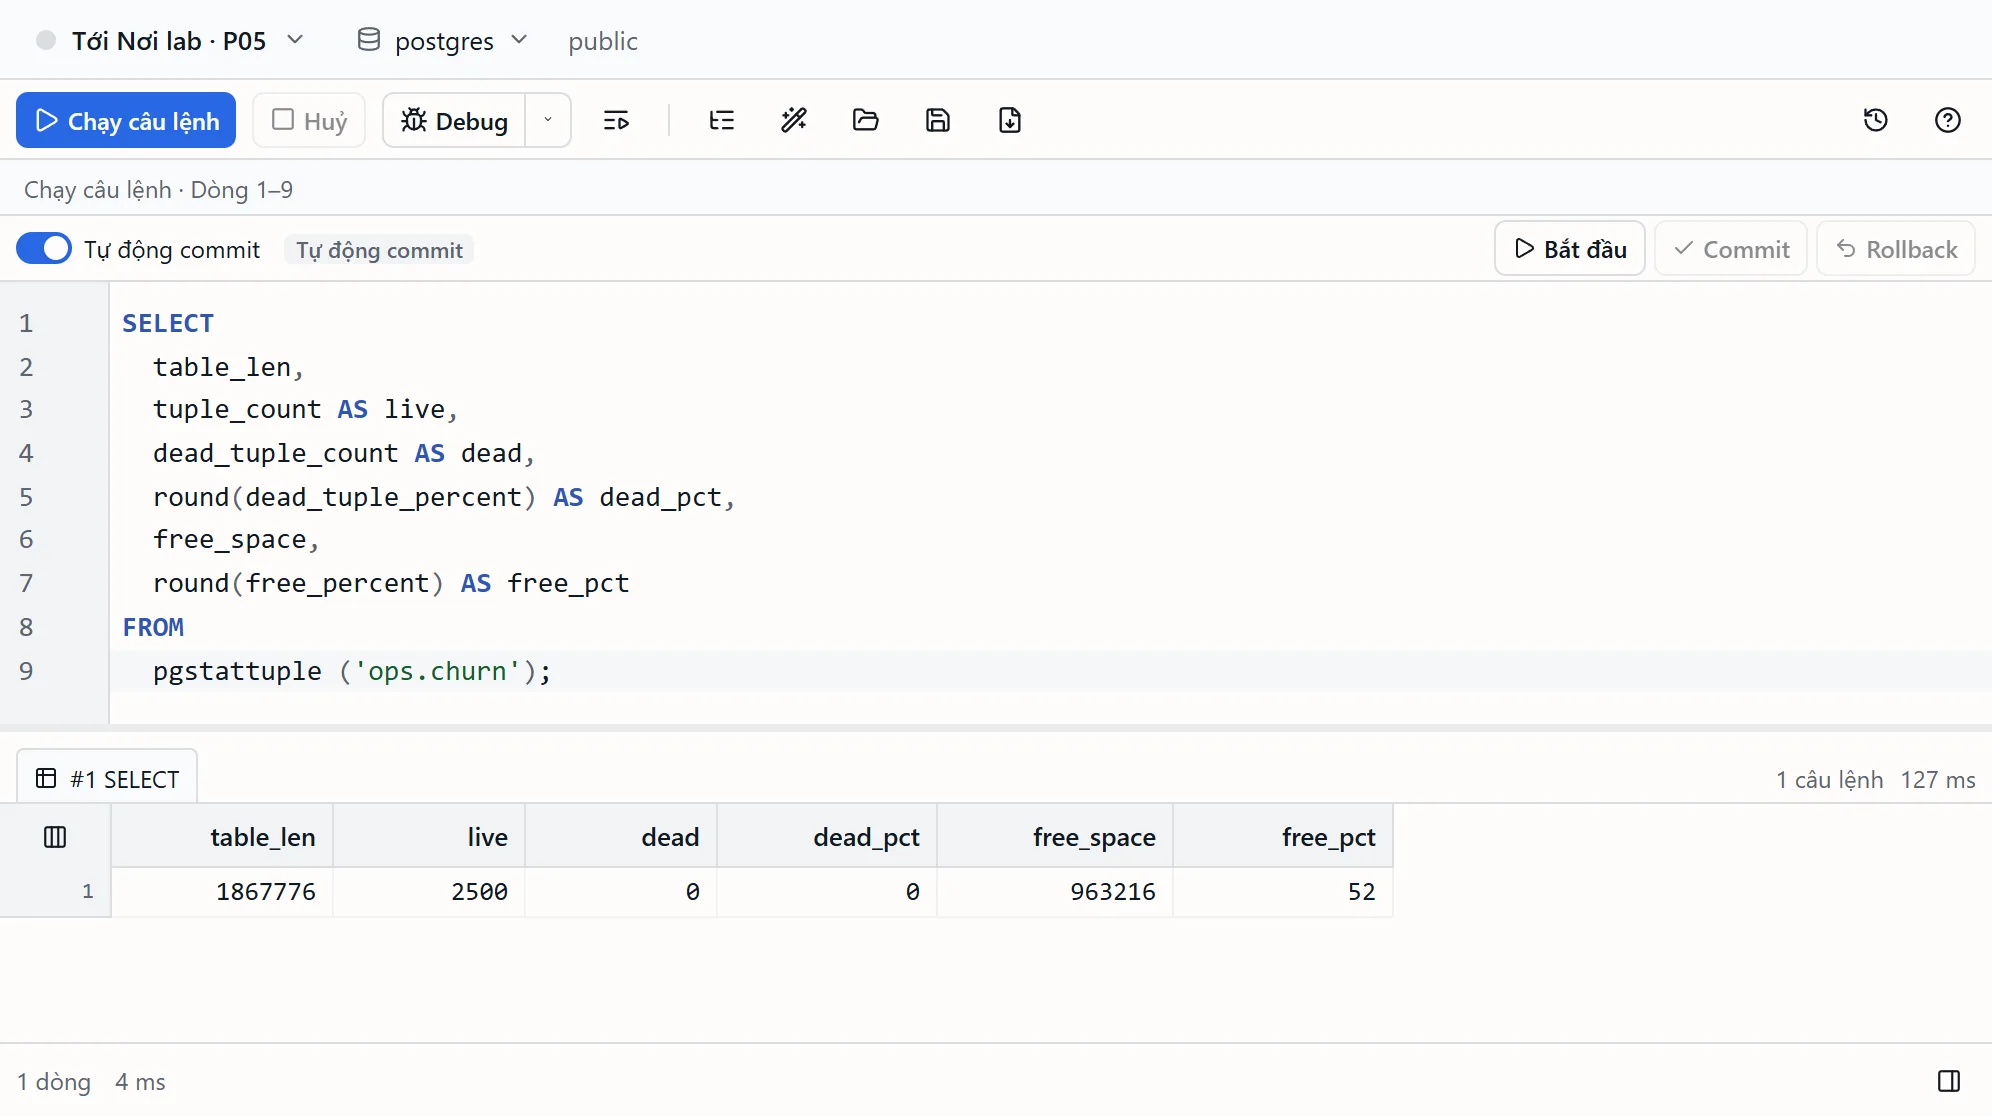 Tới Nơi lab · P05 postgres public
Chạy câu lệnh Huỷ Debug
Chạy câu lệnh · Dòng 1–9
Tự động commit Tự động commit Bắt đầu Commit Rollback
1 SELECT
2 table_len,
3 tuple_count AS live,
4 dead_tuple_count AS dead,
5 round(dead_tuple_percent) AS dead_pct,
6 free_space,
7 round(free_percent) AS free_pct
8 FROM
9 pgstattuple ('ops.churn');
#1 SELECT 1 câu lệnh 127 ms
table_len live dead dead_pct free_space free_pct
1 1867776 2500 0 0 963216 52
1 dòng 4 ms